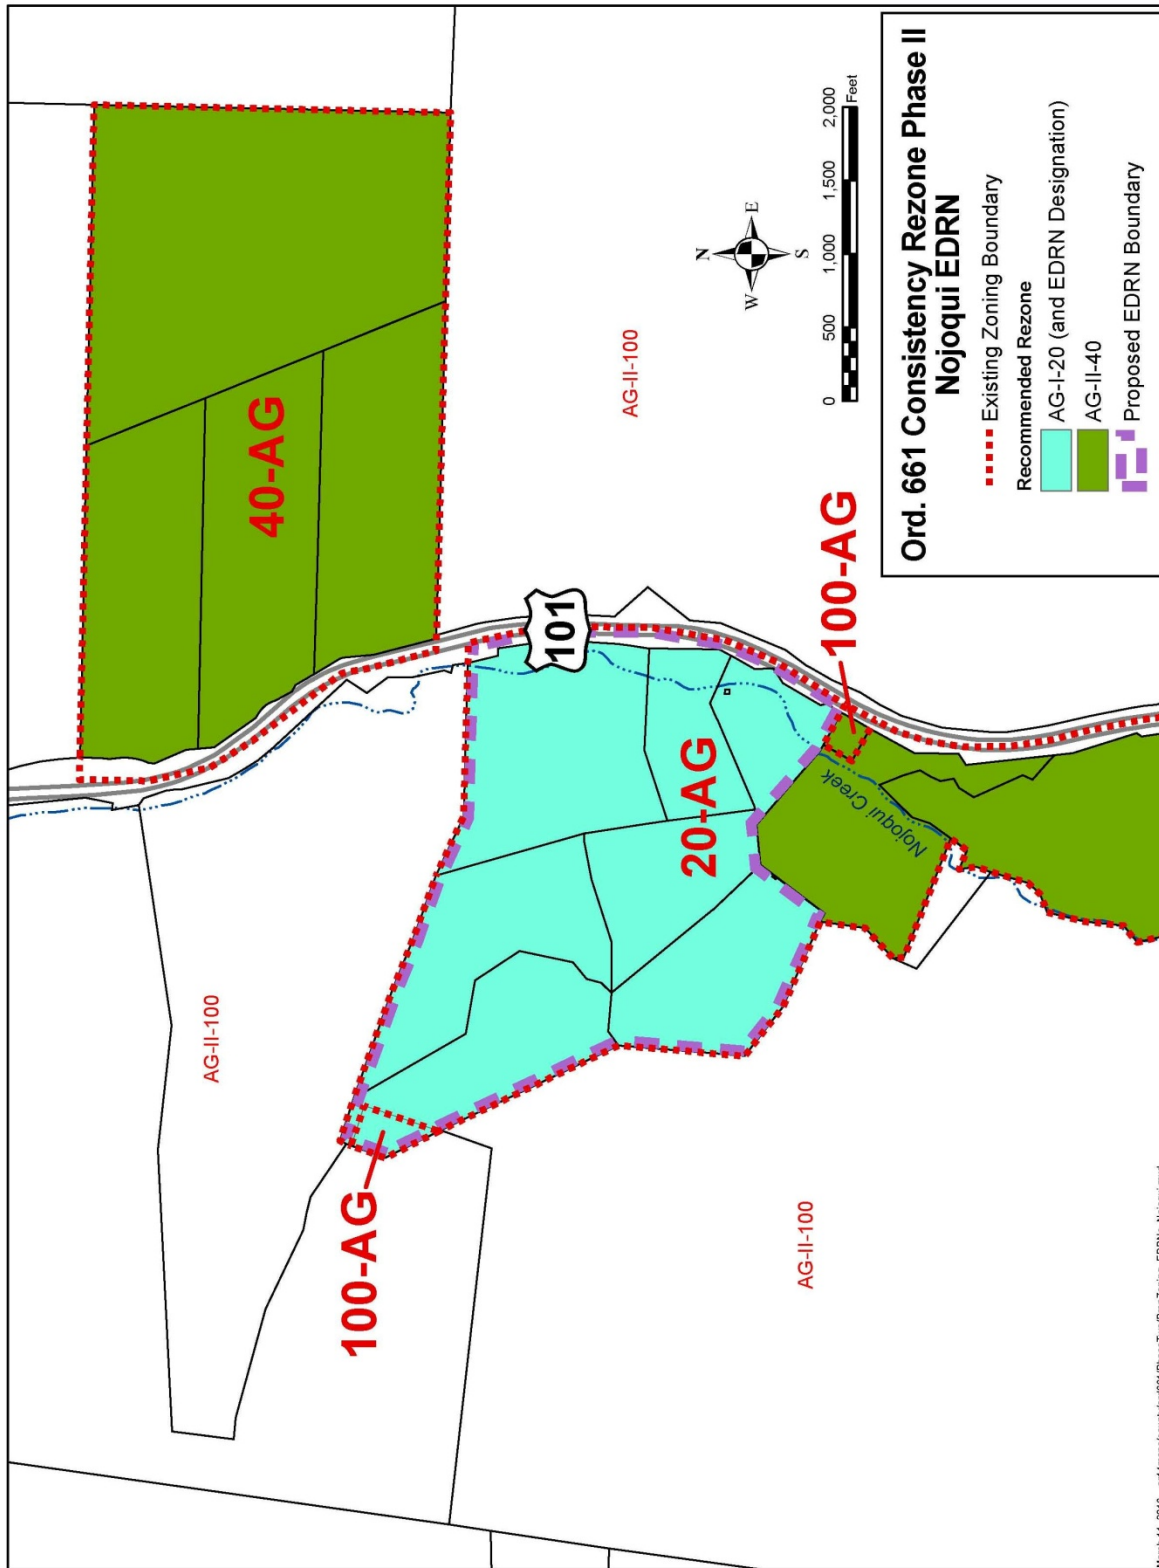 40-AG
AG-II-100
101
100-AG
20-AG
Nojoqui Creek
AG-II-100
100-AG
AG-II-100
N
W
E
S
0
500
1,000
1,500
2,000
Feet
Ord. 661 Consistency Rezone Phase II
Nojoqui EDRN
Existing Zoning Boundary
Recommended Rezone
AG-I-20 (and EDRN Designation)
AG-II-40
Proposed EDRN Boundary